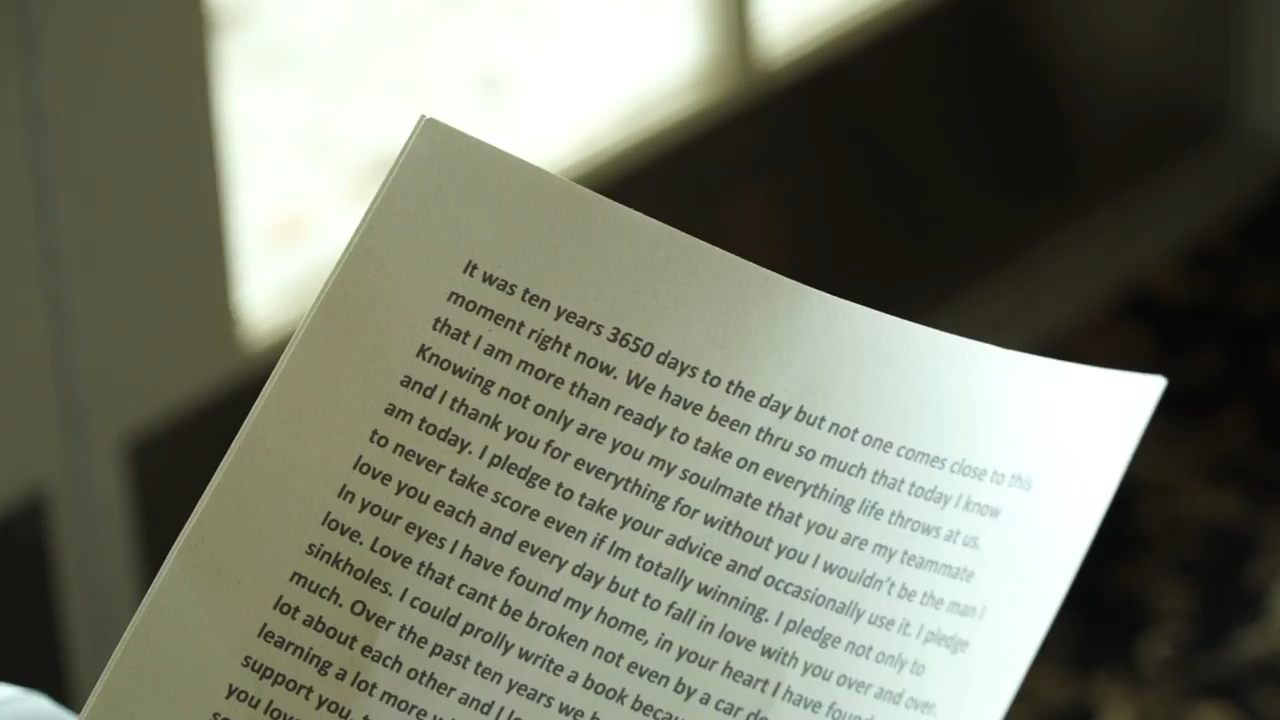 It was ten years 3650 days to the day but not one comes close to this
moment right now. We have been thru so much that today I know
that I am more than ready to take on everything life throws at us.
Knowing not only are you my soulmate that you are my teammate
and I thank you for everything for without you I wouldn't be the man I
am today. I pledge to take your advice and occasionally use it. I pledge
to never take score even if Im totally winning. I pledge not only to
love you each and every day but to fall in love with you over and over.
In your eyes I have found my home, in your heart I have found
love. Love that cant be broken not even by a car
sinkholes. I could prolly write a book
much. Over the past ten years we
lot about each other and I
learning a lot more
support you,
you